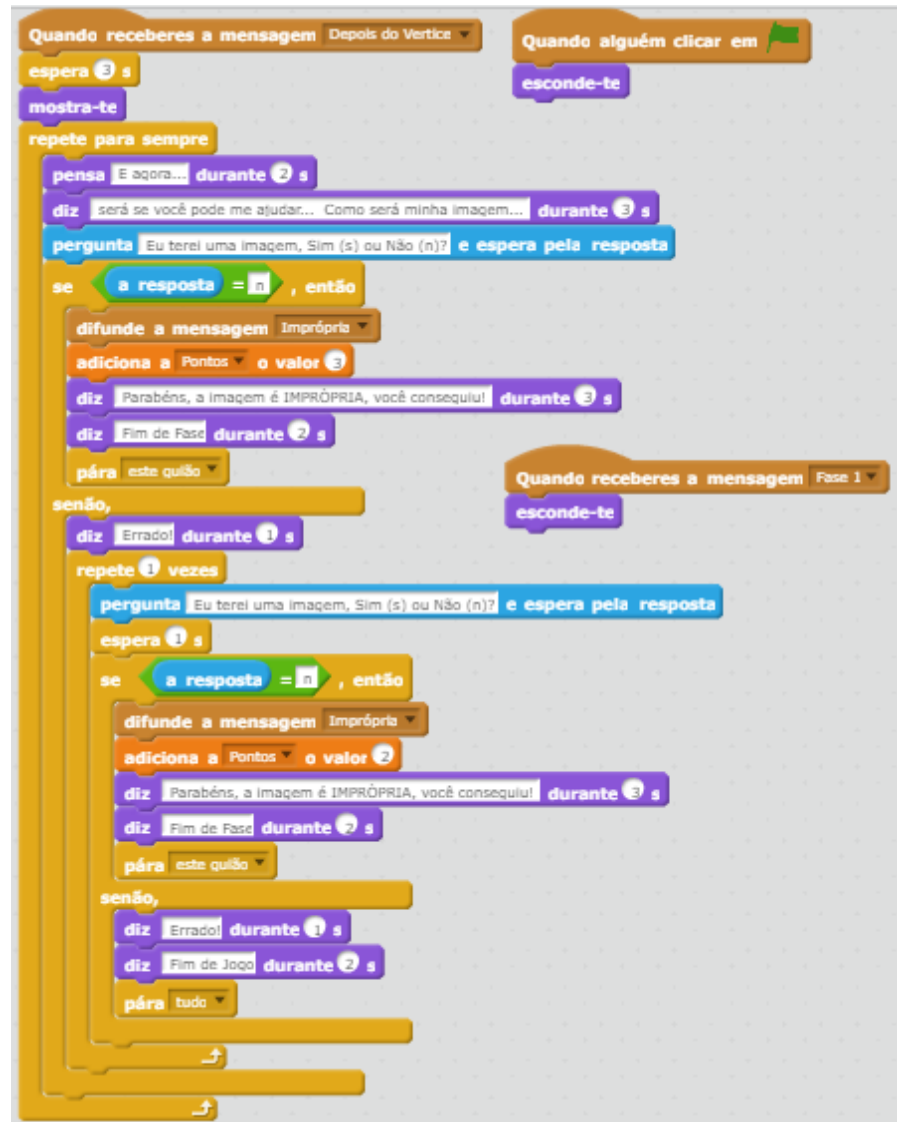 Quando receberes a mensagem Depois do Vertice
espera 3 s
mostra-te
repete para sempre
pensa E agora... durante 2 s
diz será se você pode me ajudar... Como será minha imagem... durante 3 s
pergunta Eu terei uma imagem, Sim (s) ou Não (n)? e espera pela resposta
se a resposta = n , então
difunde a mensagem Imprópria
adiciona a Pontos o valor 3
diz Parabéns, a imagem é IMPRÓPRIA, você conseguiu! durante 3 s
diz Fim de Fase durante 2 s
pára este guião
senão,
diz Errado! durante 1 s
repete 1 vezes
pergunta Eu terei uma imagem, Sim (s) ou Não (n)? e espera pela resposta
espera 1 s
se a resposta = n , então
difunde a mensagem Imprópria
adiciona a Pontos o valor 2
diz Parabéns, a imagem é IMPRÓPRIA, você conseguiu! durante 3 s
diz Fim de Fase durante 2 s
pára este guião
senão,
diz Errado! durante 1 s
diz Fim de Jogo durante 2 s
pára tudo
Quando alguém clicar em
esconde-te
Quando receberes a mensagem Fase 1
esconde-te